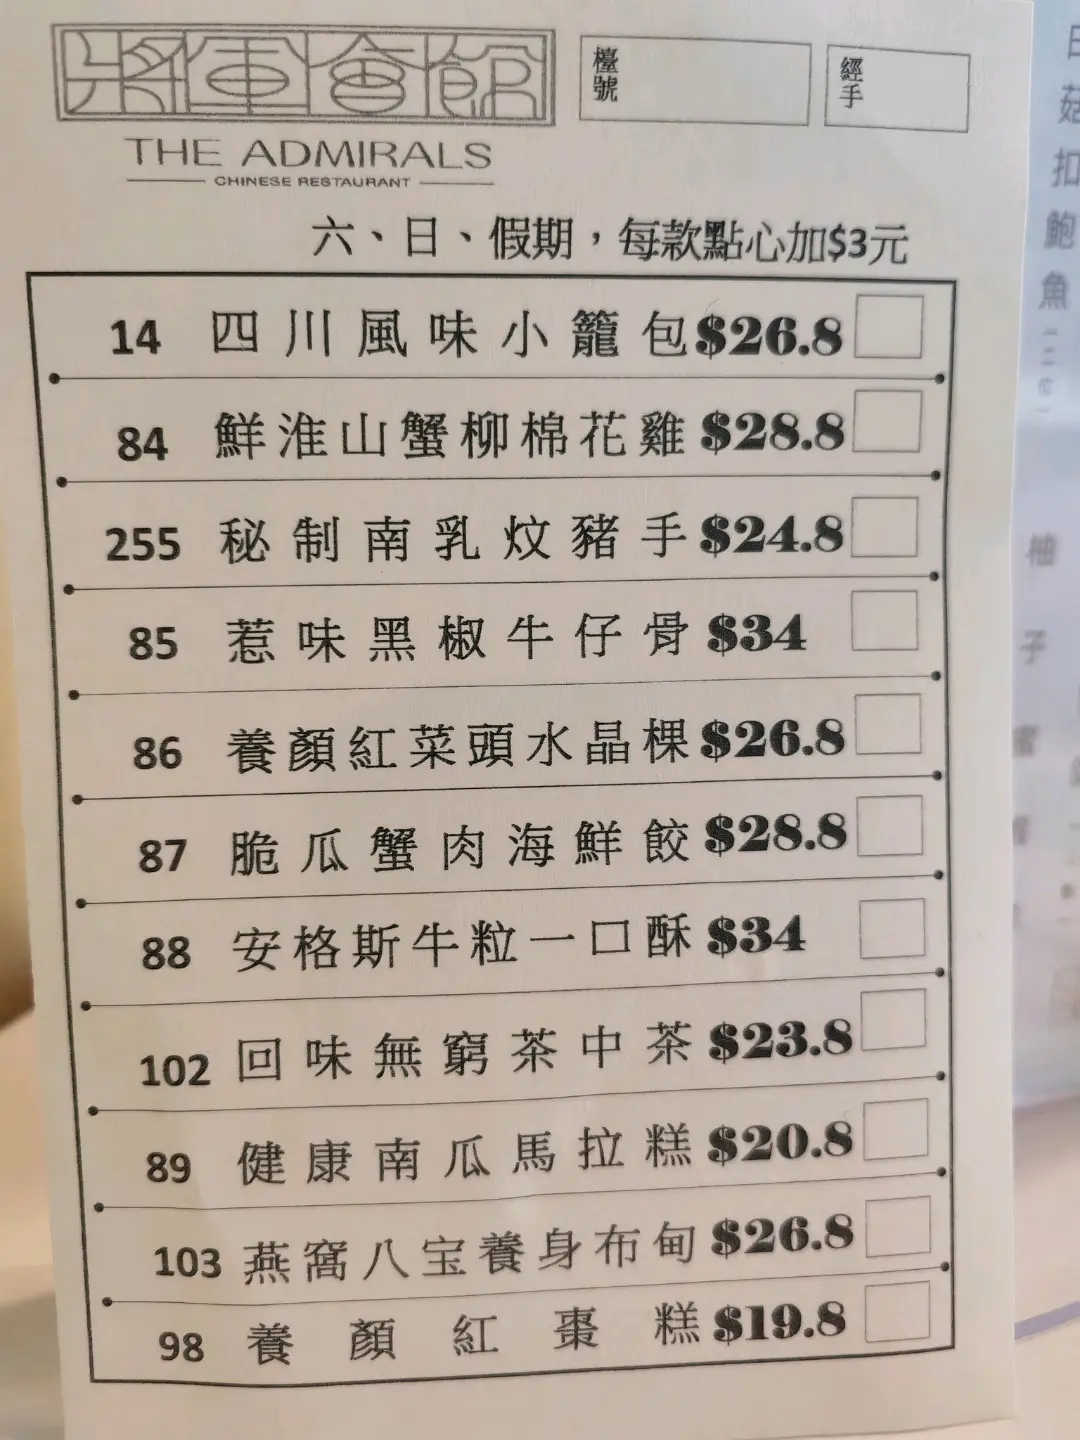 將軍會館
檯號
經手
THE ADMIRALS
CHINESE RESTAURANT
六、日、假期，每款點心加$3元
14 四川風味小籠包 $26.8
84 鮮淮山蟹柳棉花雞 $28.8
255 秘制南乳炆豬手 $24.8
85 惹味黑椒牛仔骨 $34
86 養顏紅菜頭水晶粿 $26.8
87 脆瓜蟹肉海鮮餃 $28.8
88 安格斯牛粒一口酥 $34
102 回味無窮茶中茶 $23.8
89 健康南瓜馬拉糕 $20.8
103 燕窩八宝養身布甸 $26.8
98 養顏紅棗糕 $19.8
菇扣鮑魚
柚子